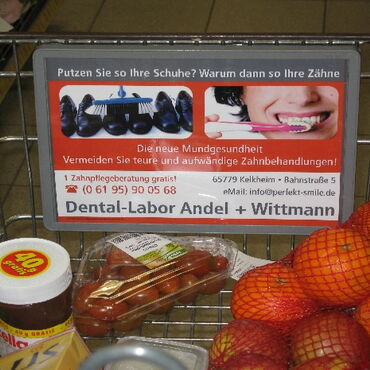 Putzen Sie so Ihre Schuhe? Warum dann so Ihre Zähne
Die neue Mundgesundheit
Vermeiden Sie teure und aufwändige Zahnbehandlungen!
1 Zahnpflegeberatung gratis!
65779 Kelkheim • Bahnstraße 5
☎ (0 61 95) 90 05 68
eMail: info@perfekt-smile.de
Dental-Labor Andel + Wittmann
40 g
gratis